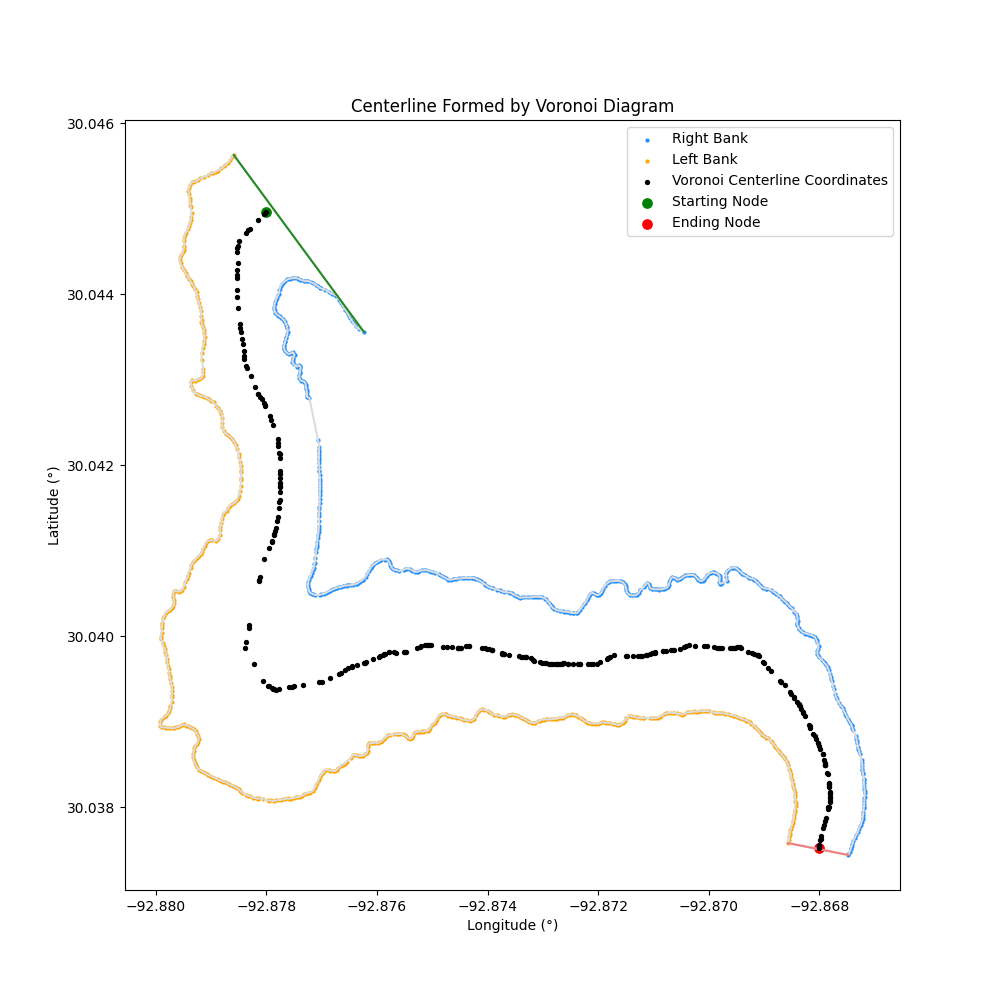 Centerline Formed by Voronoi Diagram
Right Bank
Left Bank
Voronoi Centerline Coordinates
Starting Node
Ending Node
30.046
30.044
30.042
30.040
30.038
Latitude (°)
−92.880 −92.878 −92.876 −92.874 −92.872 −92.870 −92.868
Longitude (°)